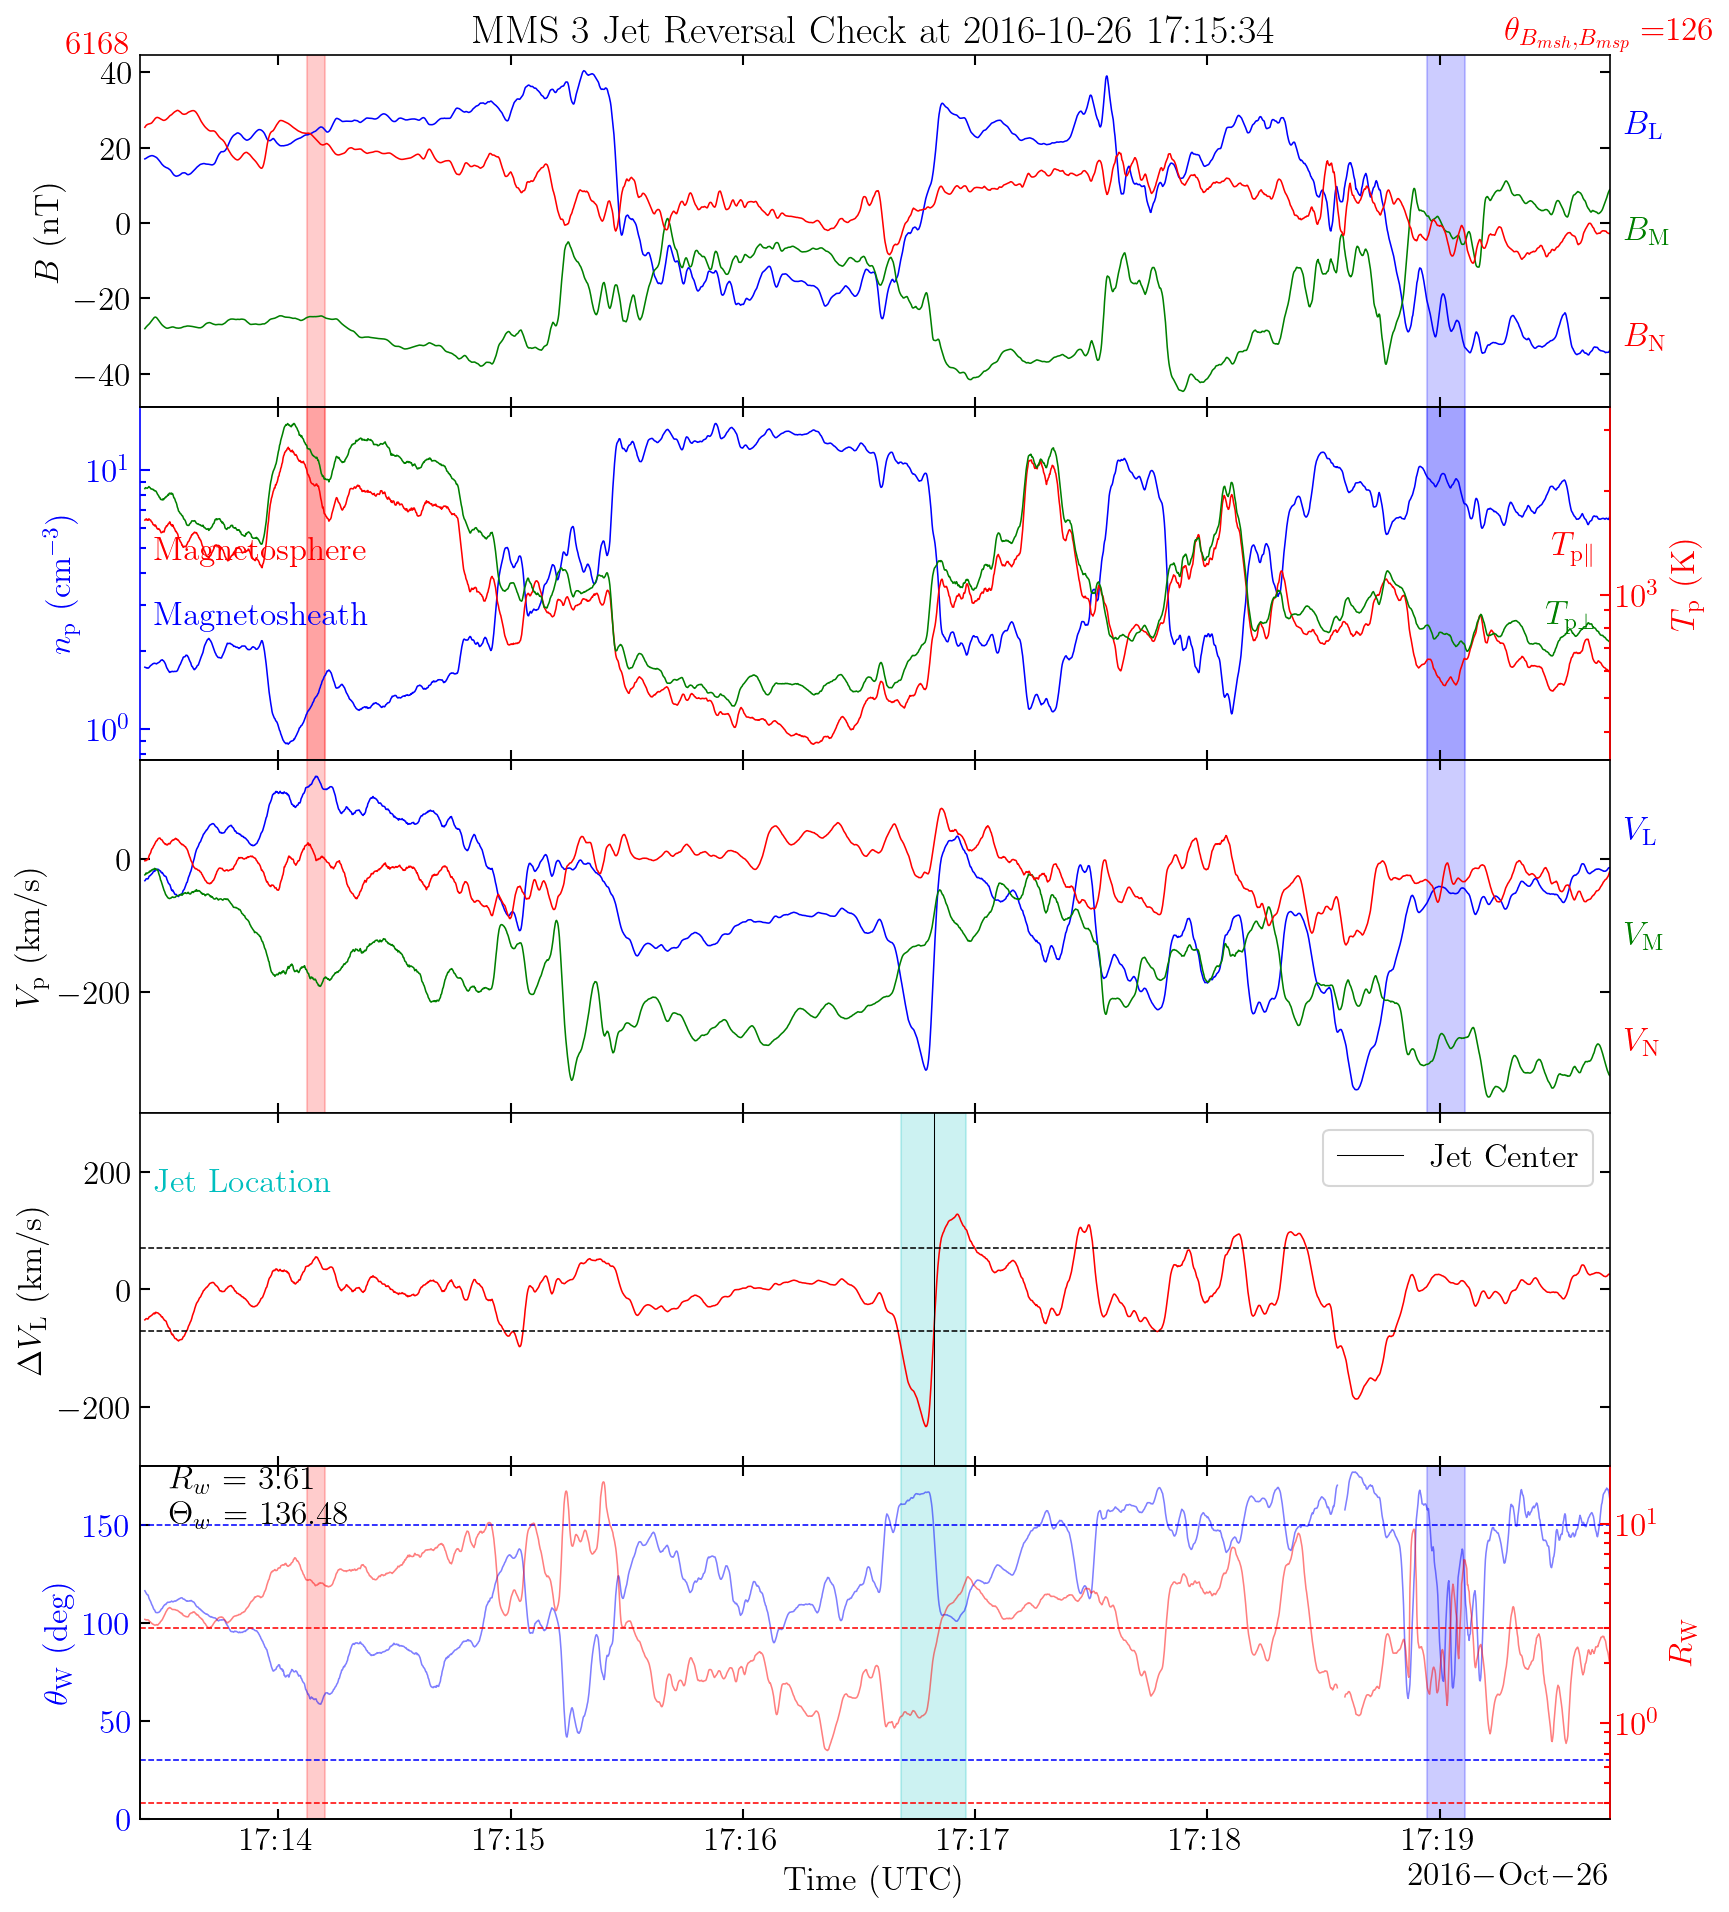 MMS 3 Jet Reversal Check at 2016-10-26 17:15:34
6168
θ_{B_{msh}, B_{msp}} =126
40
20
0
−20
−40
B (nT)
B_L
B_M
B_N
10^1
10^0
n_p (cm^{−3})
Magnetosphere
Magnetosheath
T_{p∥}
T_{p⊥}
10^3
T_p (K)
0
−200
V_p (km/s)
V_L
V_M
V_N
200
0
−200
ΔV_L (km/s)
Jet Location
Jet Center
R_w = 3.61
Θ_w = 136.48
150
100
50
0
θ_W (deg)
10^1
10^0
R_W
17:14 17:15 17:16 17:17 17:18 17:19
2016−Oct−26
Time (UTC)